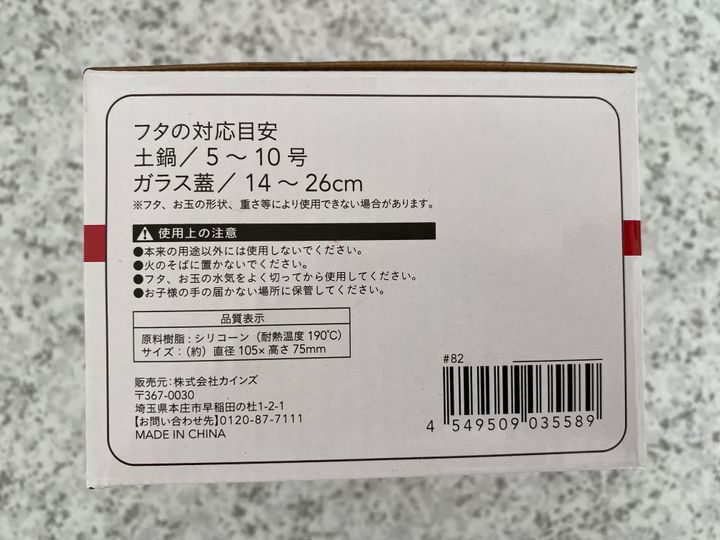 フタの対応目安
土鍋／5～10号
ガラス蓋／14～26cm
※フタ、お玉の形状、重さ等により使用できない場合があります。
使用上の注意
●本来の用途以外には使用しないでください。
●火のそばに置かないでください。
●フタ、お玉の水気をよく切ってから使用してください。
●お子様の手の届かない場所に保管してください。
品質表示
原料樹脂：シリコーン（耐熱温度190℃）
サイズ：（約）直径105×高さ75mm
販売元：株式会社カインズ
〒367-0030
埼玉県本庄市早稲田の杜1-2-1
【お問い合わせ先】0120-87-7111
MADE IN CHINA
#82
4 549509 035589